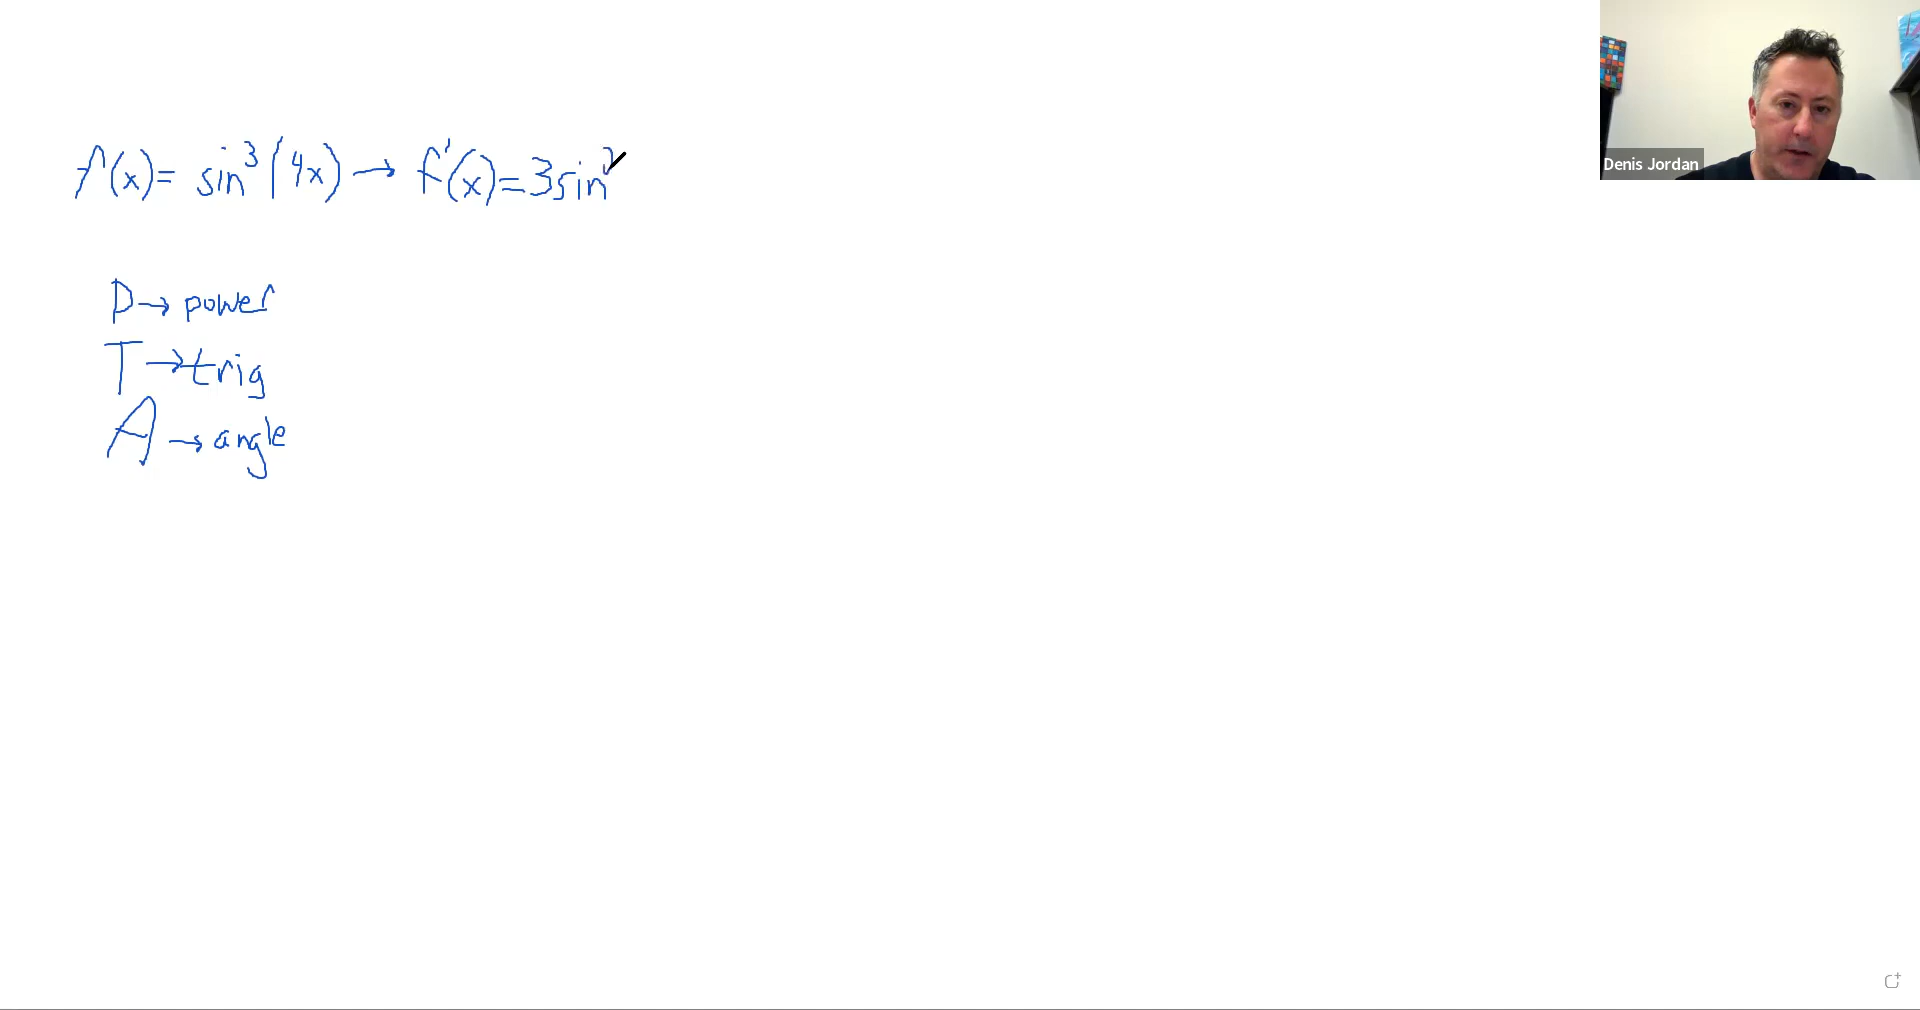 f(x) = sin³(4x) → f'(x) = 3sin²
P → power
T → trig
A → angle
Denis Jordan